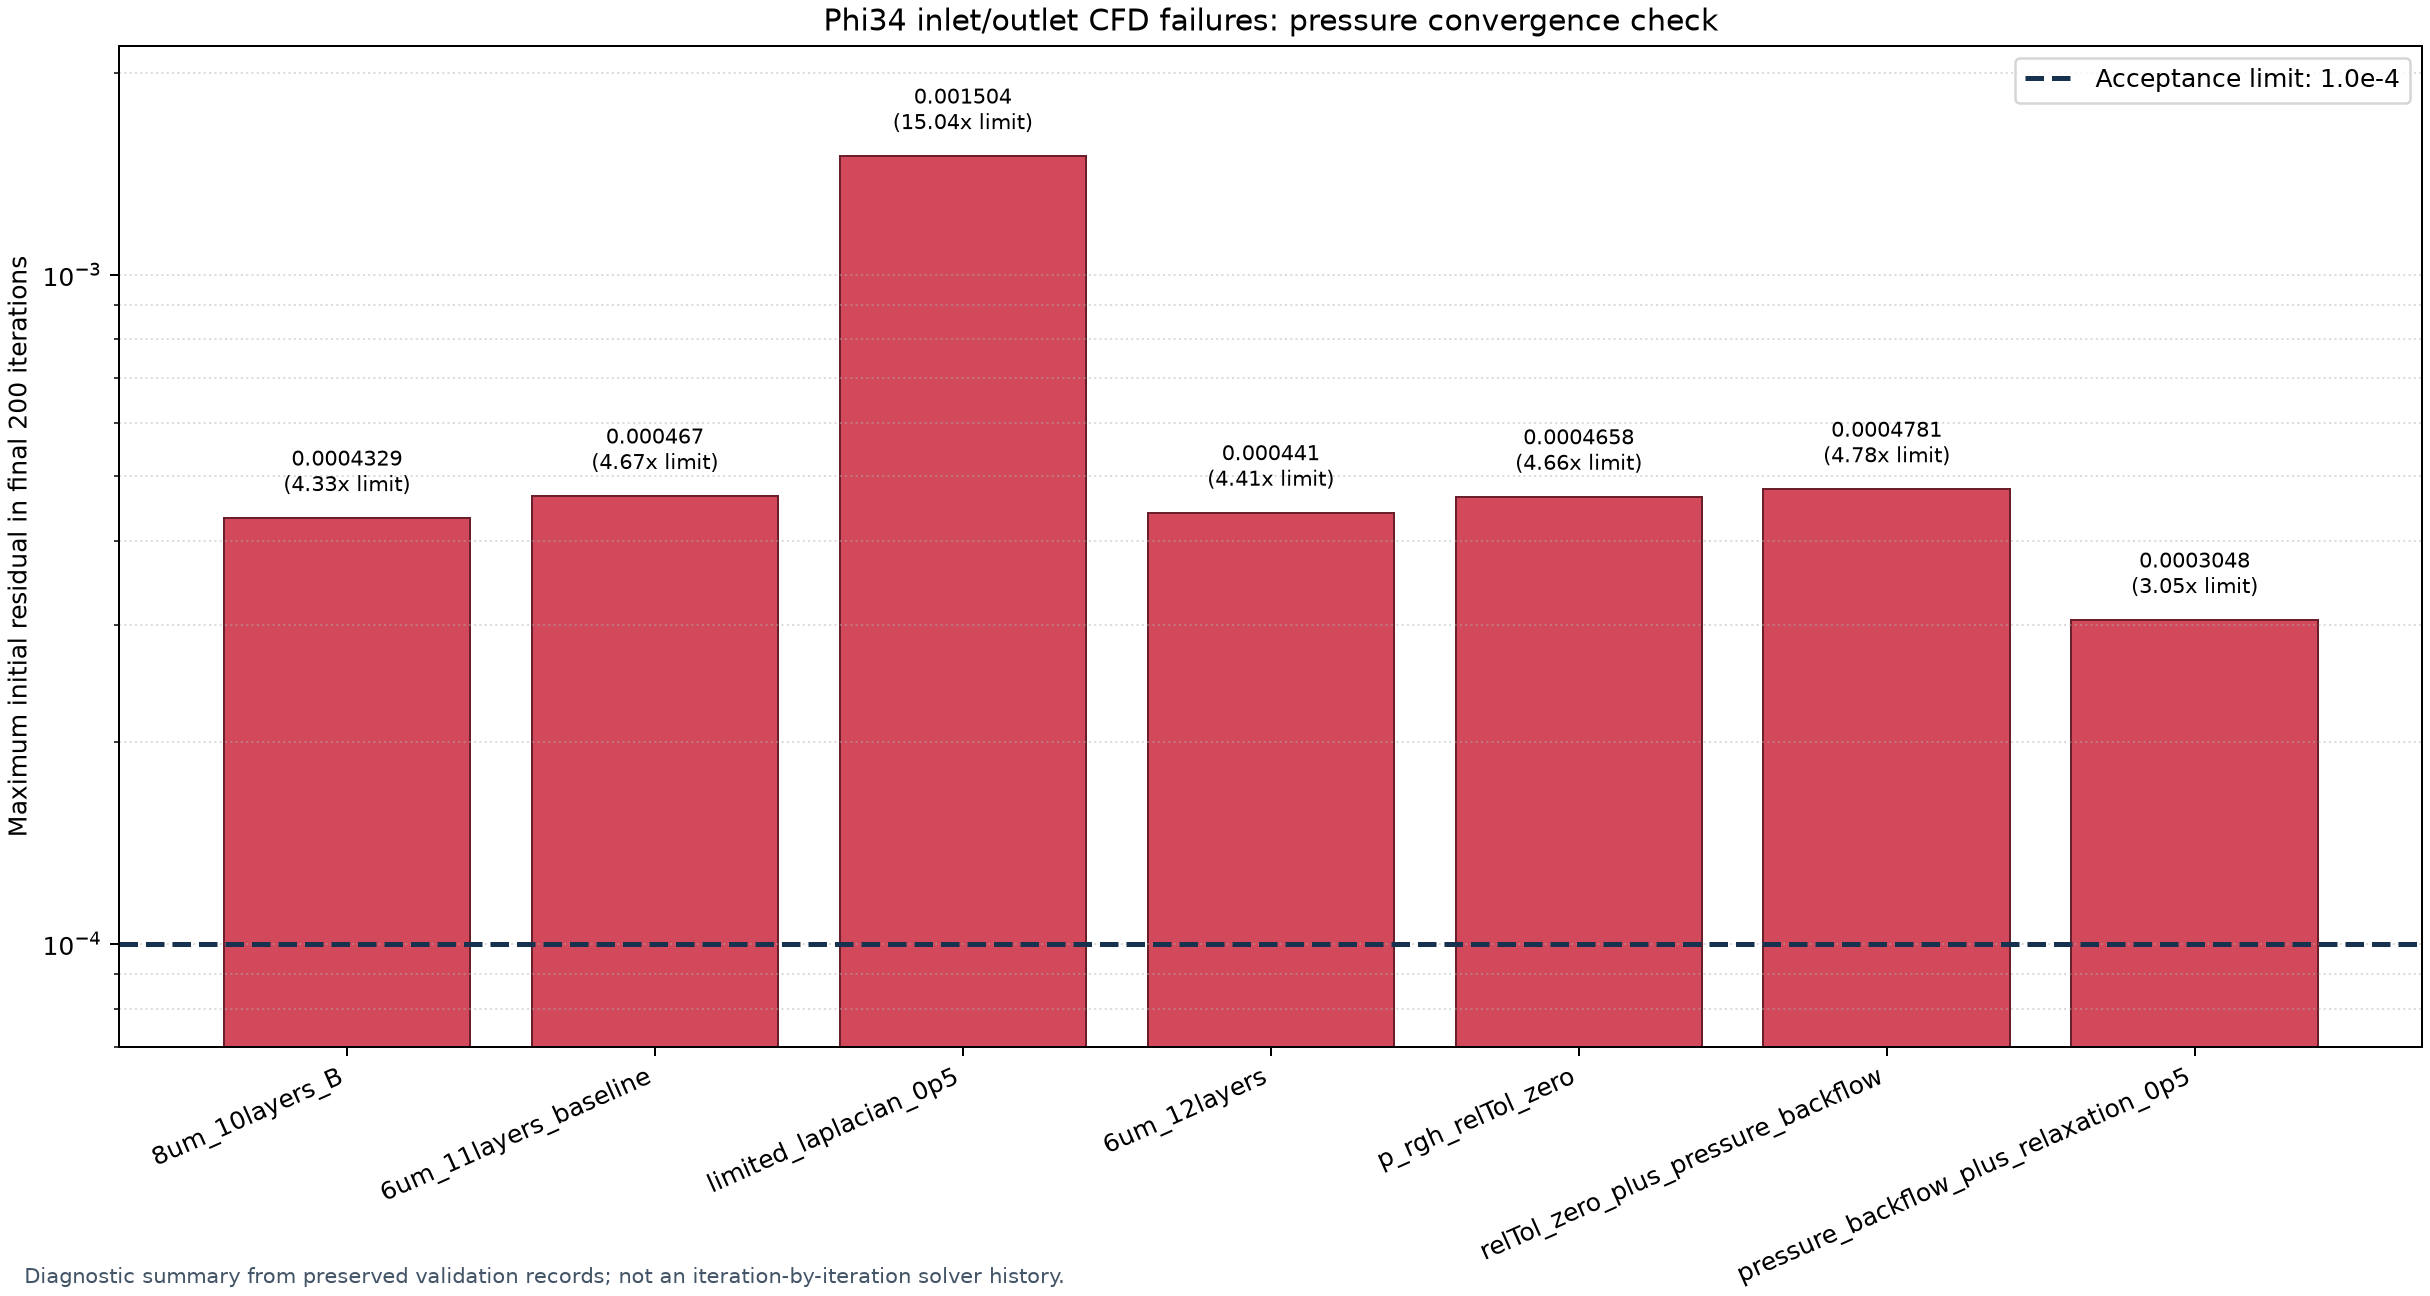 Phi34 inlet/outlet CFD failures: pressure convergence check
Acceptance limit: 1.0e-4
Maximum initial residual in final 200 iterations
10⁻³
10⁻⁴
0.0004329
(4.33x limit)
0.000467
(4.67x limit)
0.001504
(15.04x limit)
0.000441
(4.41x limit)
0.0004658
(4.66x limit)
0.0004781
(4.78x limit)
0.0003048
(3.05x limit)
8um_10layers_B
6um_11layers_baseline
limited_laplacian_0p5
6um_12layers
p_rgh_relTol_zero
relTol_zero_plus_pressure_backflow
pressure_backflow_plus_relaxation_0p5
Diagnostic summary from preserved validation records; not an iteration-by-iteration solver history.